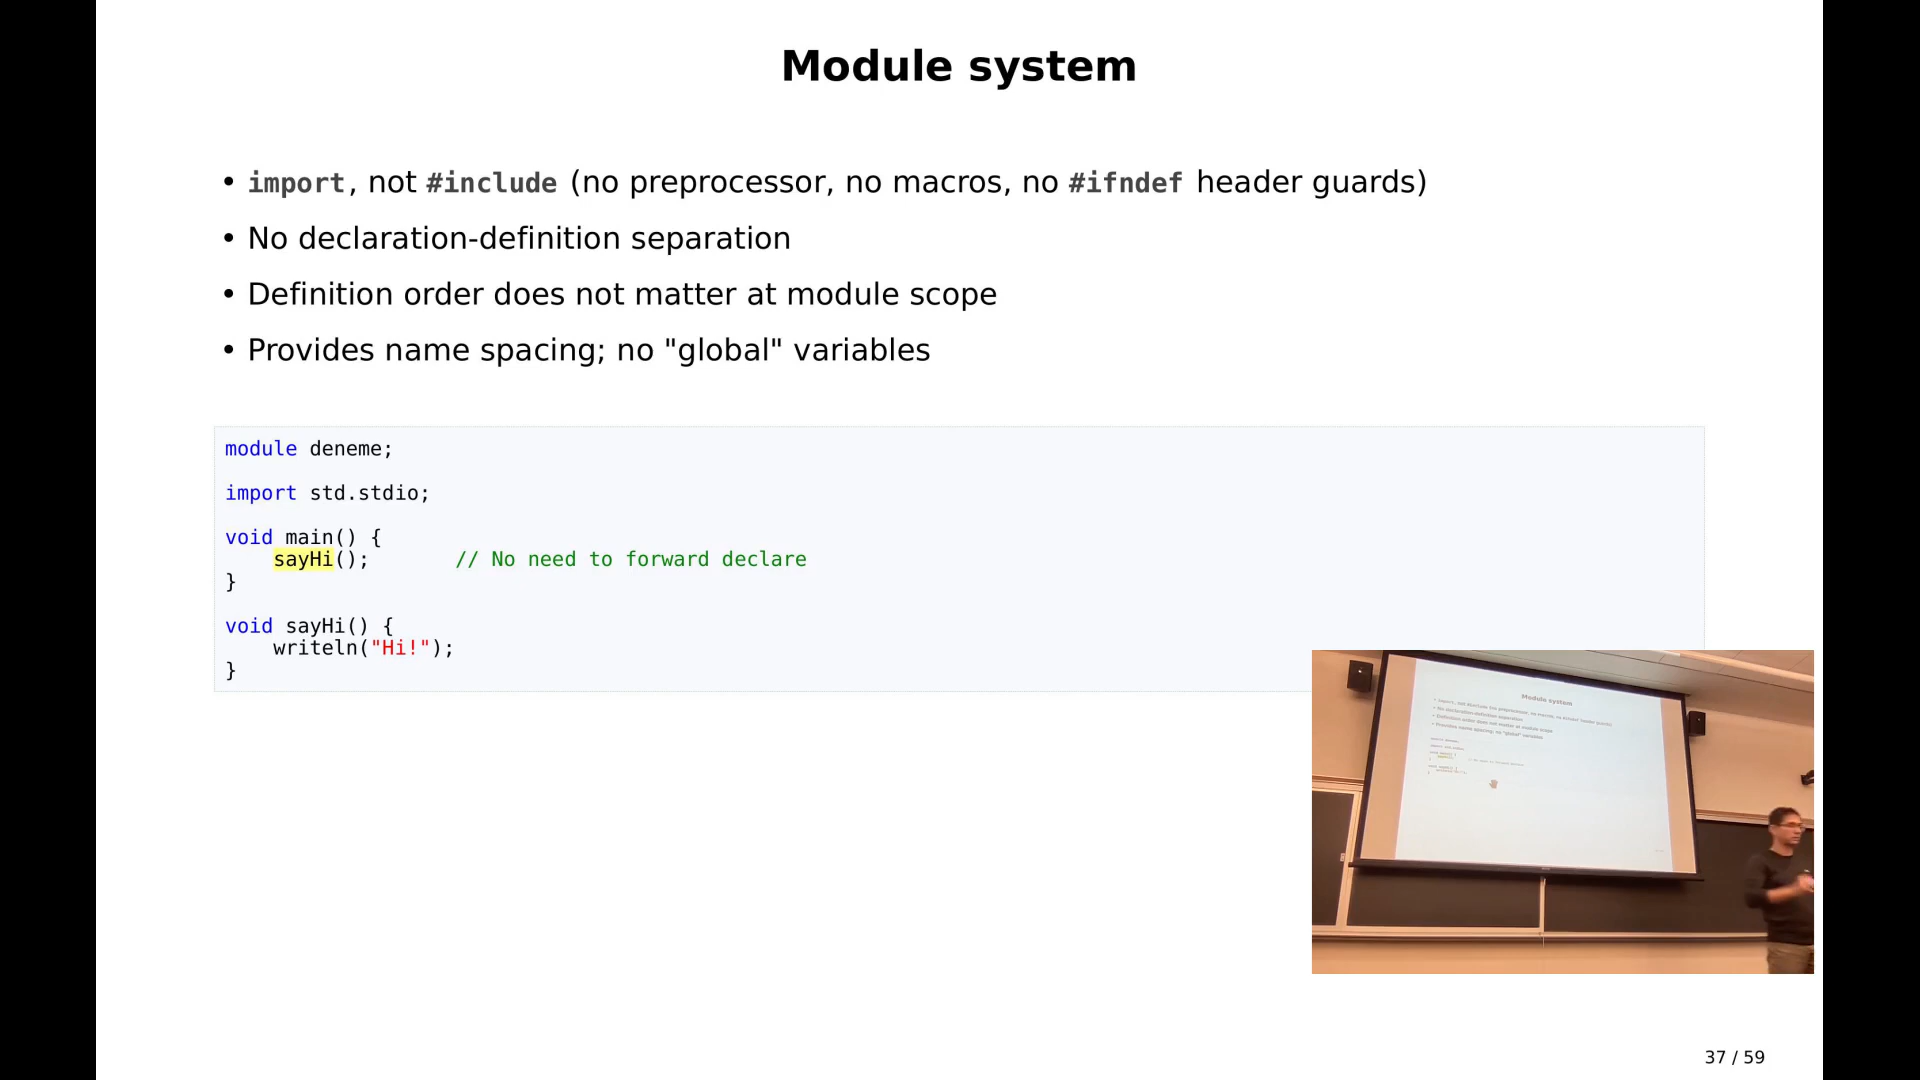 Module system
• import, not #include (no preprocessor, no macros, no #ifndef header guards)
• No declaration-definition separation
• Definition order does not matter at module scope
• Provides name spacing; no "global" variables
module deneme;
import std.stdio;
void main() {
    sayHi();       // No need to forward declare
}
void sayHi() {
    writeln("Hi!");
}
Module system
37 / 59